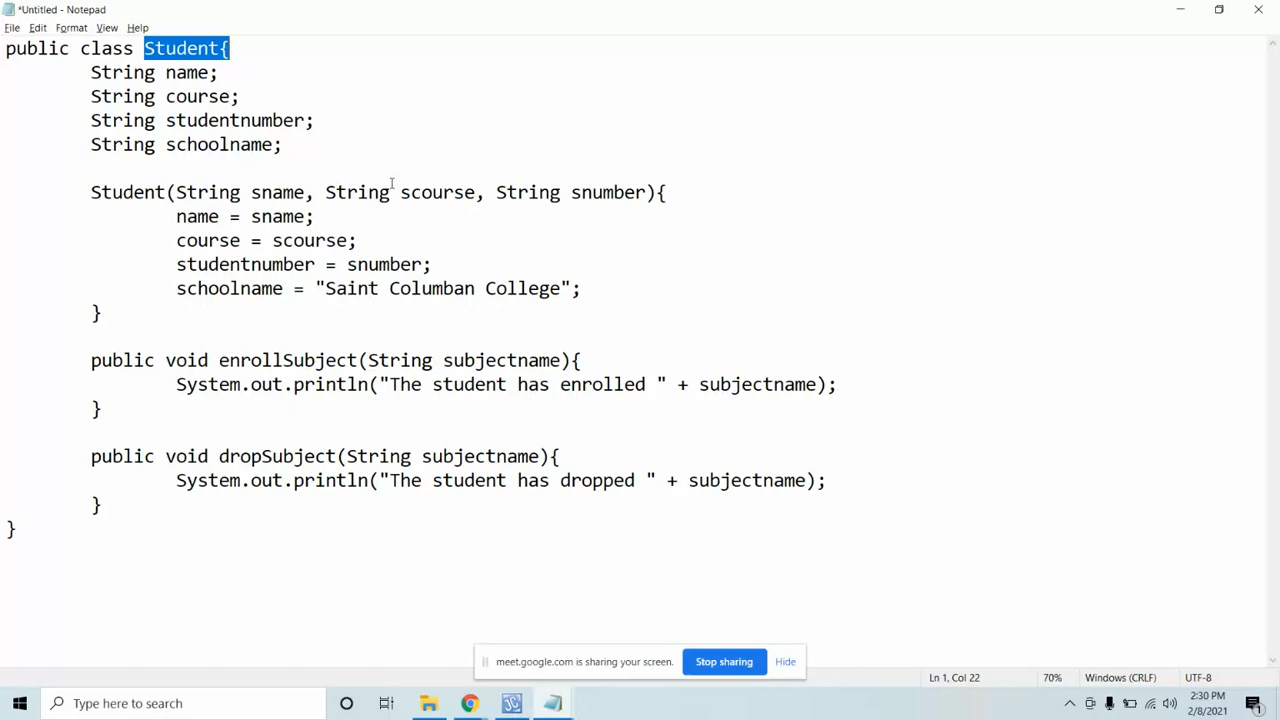 *Untitled - Notepad
File Edit Format View Help
public class Student{
String name;
String course;
String studentnumber;
String schoolname;
Student(String sname, String scourse, String snumber){
name = sname;
course = scourse;
studentnumber = snumber;
schoolname = "Saint Columban College";
}
public void enrollSubject(String subjectname){
System.out.println("The student has enrolled " + subjectname);
}
public void dropSubject(String subjectname){
System.out.println("The student has dropped " + subjectname);
}
}
meet.google.com is sharing your screen. Stop sharing Hide
Ln 1, Col 22 70% Windows (CRLF) UTF-8
Type here to search
2:30 PM
2/8/2021
1